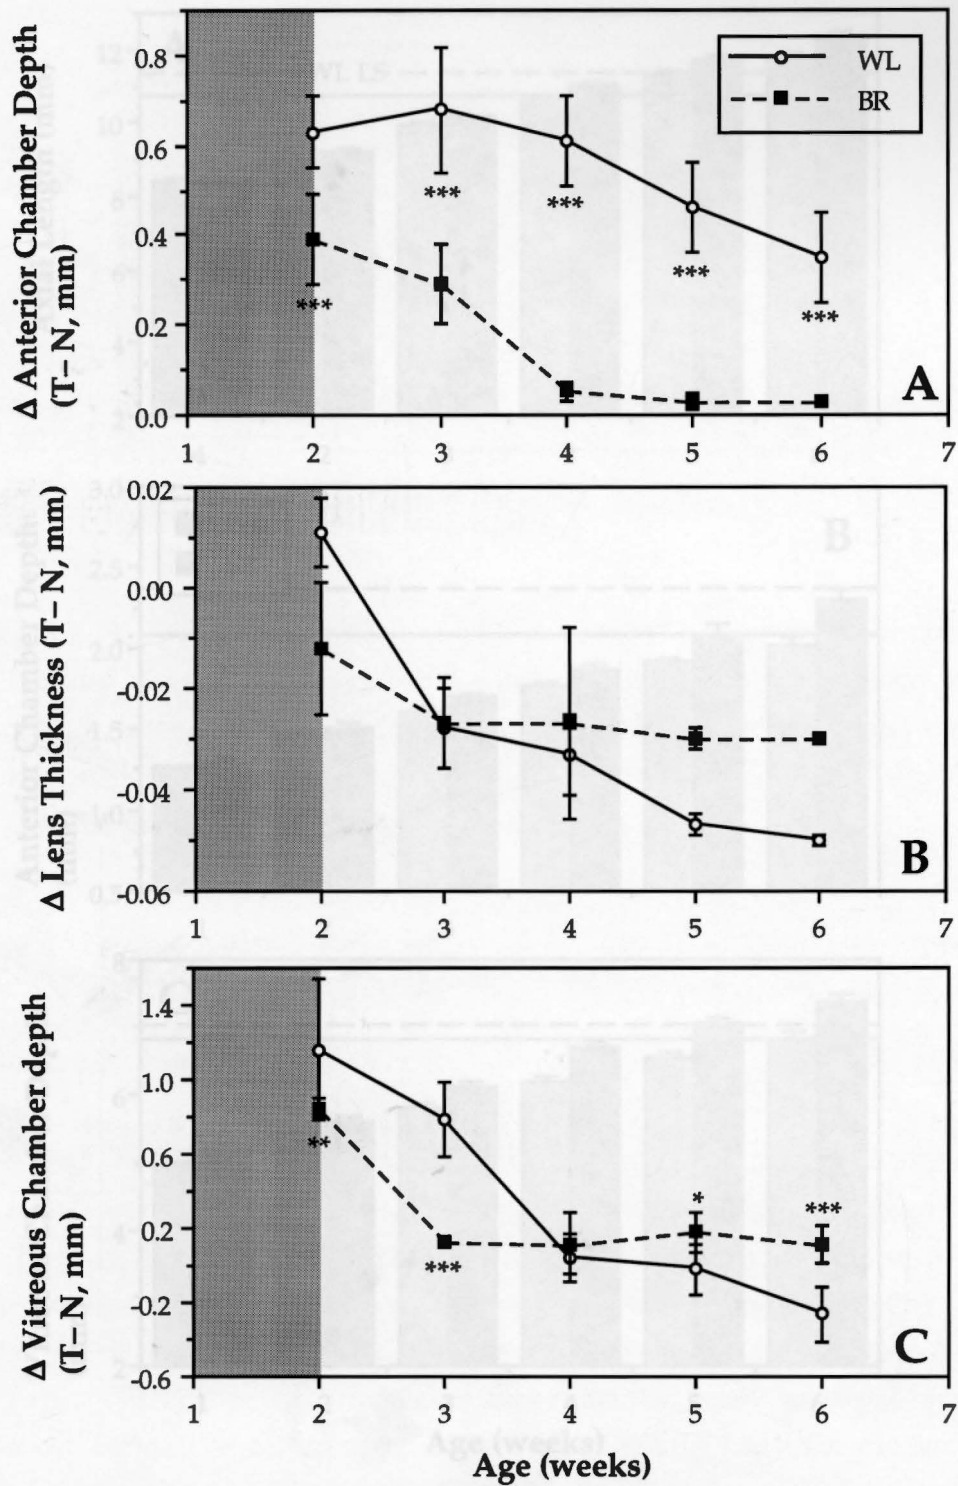 Δ Anterior Chamber Depth
(T– N, mm)
0.8
0.6
0.4
0.2
0.0
WL
BR
***
***
***
***
***
A
1 2 3 4 5 6 7
Δ Lens Thickness (T– N, mm)
0.02
0.00
-0.02
-0.04
-0.06
B
1 2 3 4 5 6 7
Δ Vitreous Chamber depth
(T– N, mm)
1.4
1.0
0.6
0.2
-0.2
-0.6
**
***
*
***
C
1 2 3 4 5 6 7
Age (weeks)